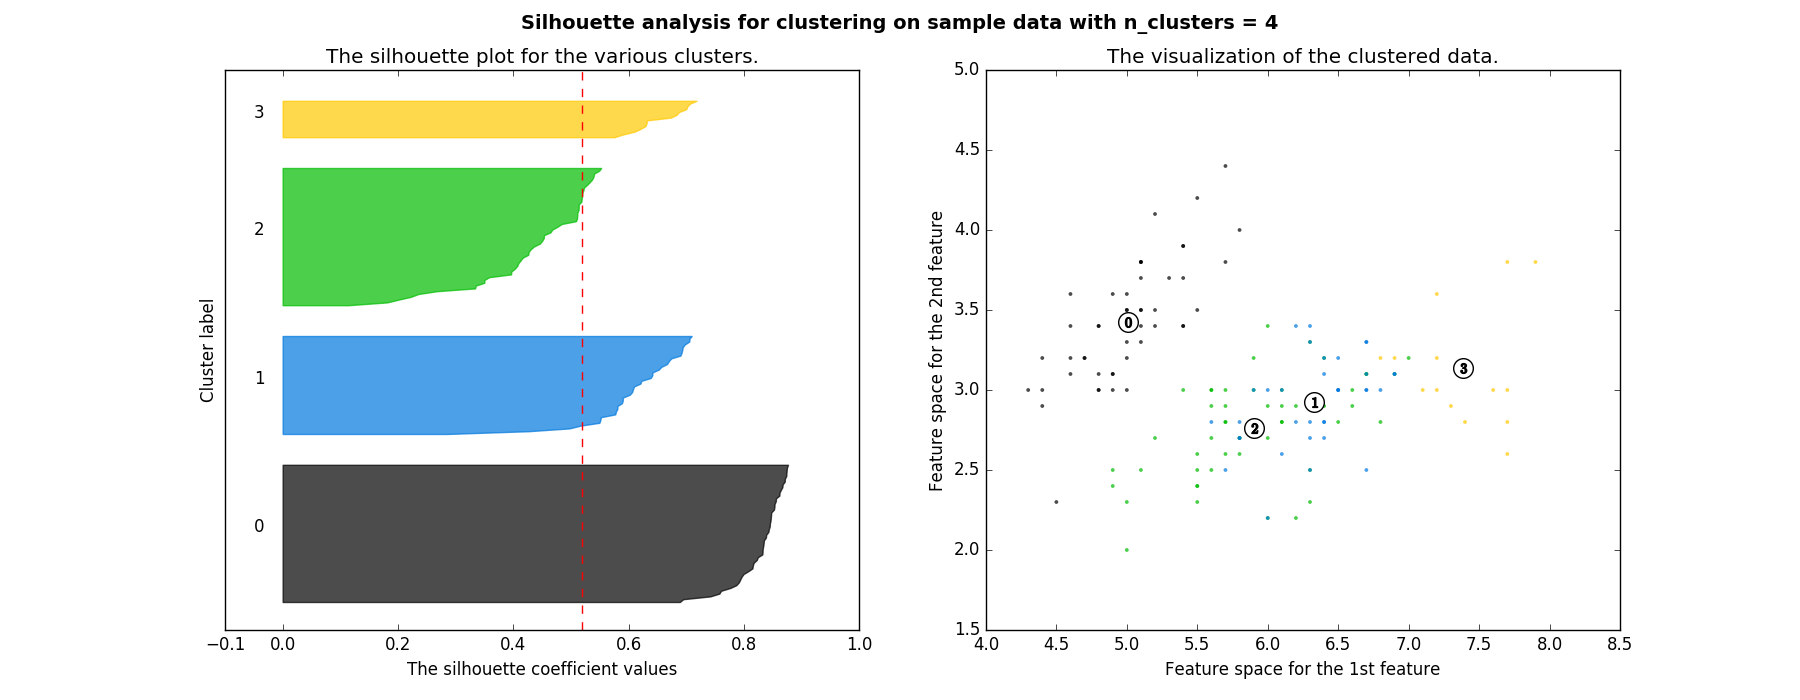 Silhouette analysis for clustering on sample data with n_clusters = 4
The silhouette plot for the various clusters.
3
2
1
0
Cluster label
−0.1 0.0 0.2 0.4 0.6 0.8 1.0
The silhouette coefficient values
The visualization of the clustered data.
5.0
4.5
4.0
3.5
3.0
2.5
2.0
1.5
Feature space for the 2nd feature
0
3
1
2
4.0 4.5 5.0 5.5 6.0 6.5 7.0 7.5 8.0 8.5
Feature space for the 1st feature